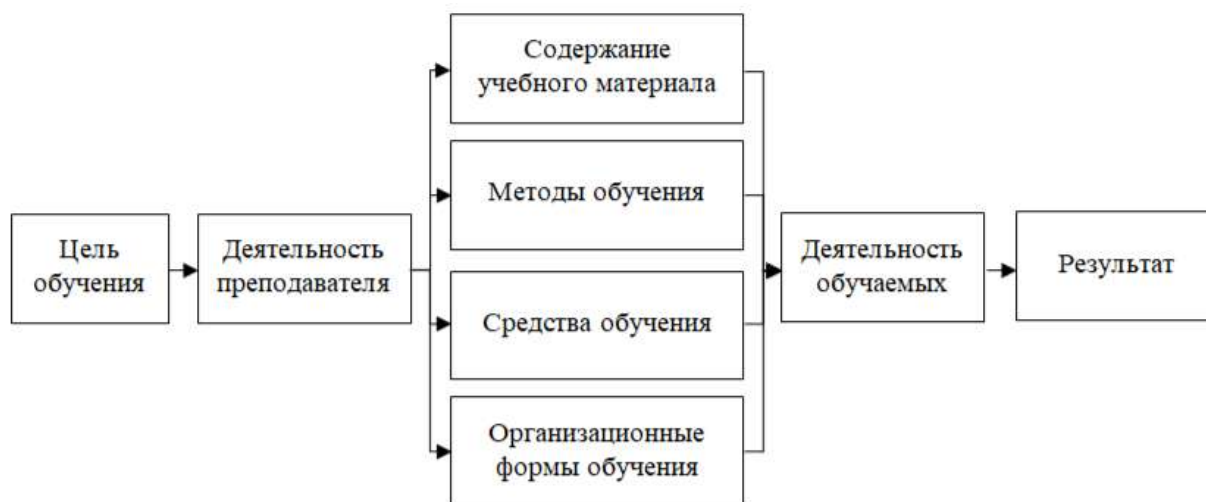 Цель
обучения
Деятельность
преподавателя
Содержание
учебного материала
Методы обучения
Средства обучения
Организационные
формы обучения
Деятельность
обучаемых
Результат